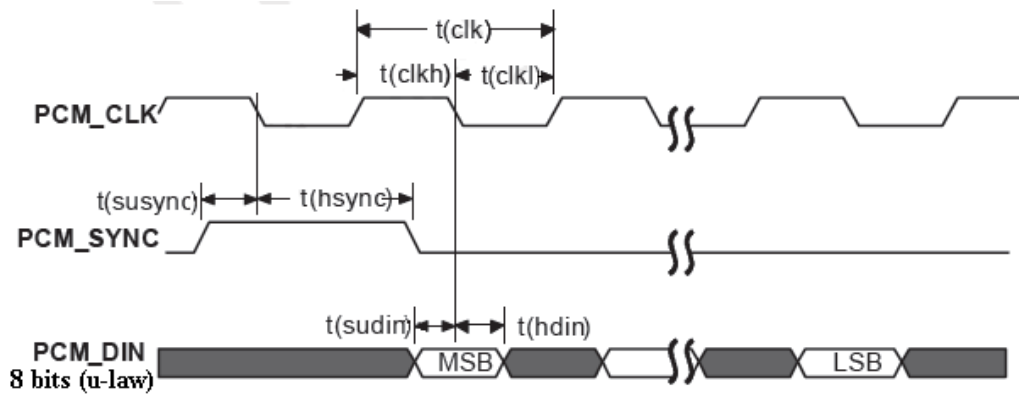 t(clk)
t(clkh) t(clkl)
PCM_CLK
t(susync) t(hsync)
PCM_SYNC
t(sudin) t(hdin)
PCM_DIN MSB LSB
8 bits (u-law)